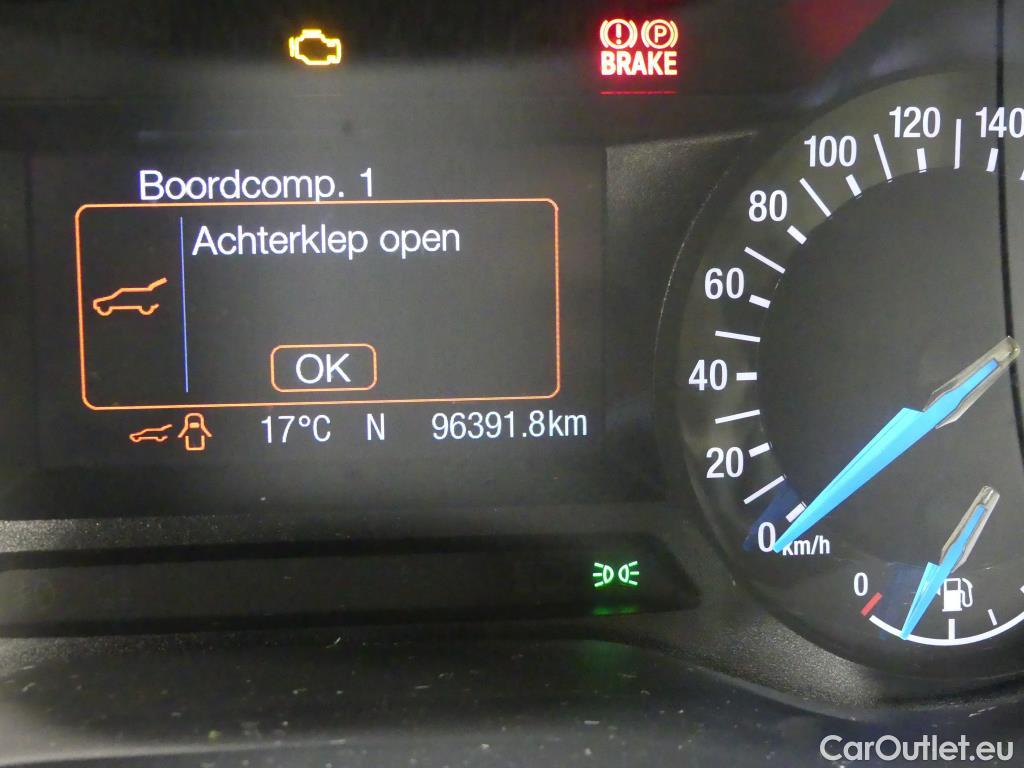 BRAKE
Boordcomp. 1
Achterklep open
OK
17°C N 96391.8km
0
20
40
60
80
100
120
140
km/h
0
CarOutlet.eu